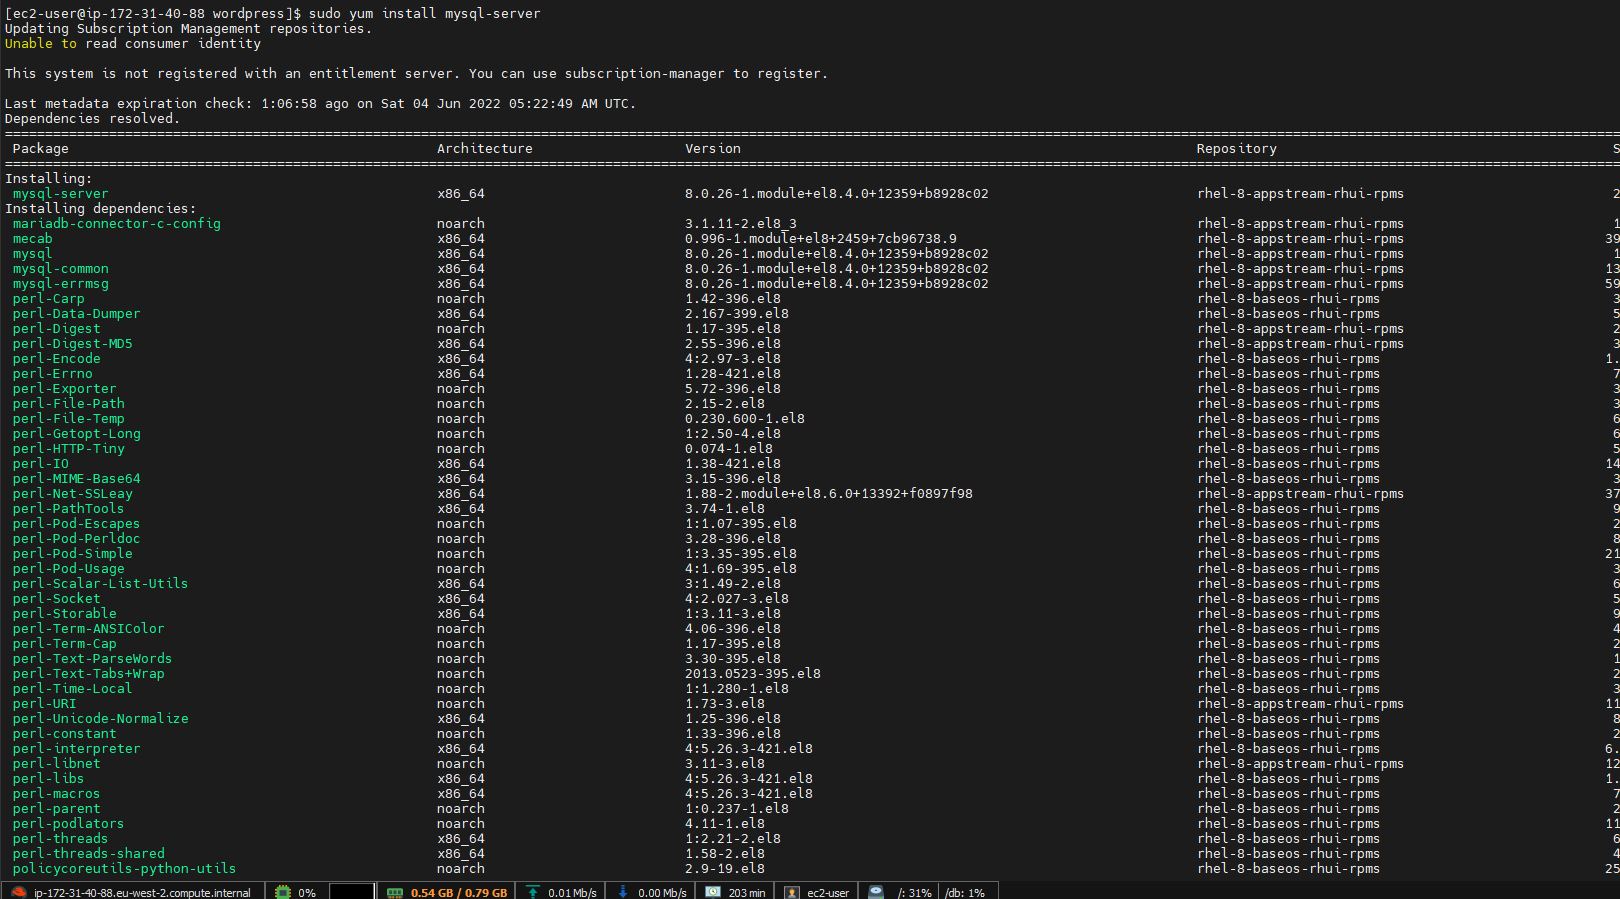 [ec2-user@ip-172-31-40-88 wordpress]$ sudo yum install mysql-server
Updating Subscription Management repositories.
Unable to read consumer identity
This system is not registered with an entitlement server. You can use subscription-manager to register.
Last metadata expiration check: 1:06:58 ago on Sat 04 Jun 2022 05:22:49 AM UTC.
Dependencies resolved.
Package Architecture Version Repository S
Installing:
mysql-server x86_64 8.0.26-1.module+el8.4.0+12359+b8928c02 rhel-8-appstream-rhui-rpms 2
Installing dependencies:
mariadb-connector-c-config noarch 3.1.11-2.el8_3 rhel-8-appstream-rhui-rpms 1
mecab x86_64 0.996-1.module+el8+2459+7cb96738.9 rhel-8-appstream-rhui-rpms 39
mysql x86_64 8.0.26-1.module+el8.4.0+12359+b8928c02 rhel-8-appstream-rhui-rpms 1
mysql-common x86_64 8.0.26-1.module+el8.4.0+12359+b8928c02 rhel-8-appstream-rhui-rpms 13
mysql-errmsg x86_64 8.0.26-1.module+el8.4.0+12359+b8928c02 rhel-8-appstream-rhui-rpms 59
perl-Carp noarch 1.42-396.el8 rhel-8-baseos-rhui-rpms 3
perl-Data-Dumper x86_64 2.167-399.el8 rhel-8-baseos-rhui-rpms 5
perl-Digest noarch 1.17-395.el8 rhel-8-appstream-rhui-rpms 2
perl-Digest-MD5 x86_64 2.55-396.el8 rhel-8-appstream-rhui-rpms 3
perl-Encode x86_64 4:2.97-3.el8 rhel-8-baseos-rhui-rpms 1.
perl-Errno x86_64 1.28-421.el8 rhel-8-baseos-rhui-rpms 7
perl-Exporter noarch 5.72-396.el8 rhel-8-baseos-rhui-rpms 3
perl-File-Path noarch 2.15-2.el8 rhel-8-baseos-rhui-rpms 3
perl-File-Temp noarch 0.230.600-1.el8 rhel-8-baseos-rhui-rpms 6
perl-Getopt-Long noarch 1:2.50-4.el8 rhel-8-baseos-rhui-rpms 6
perl-HTTP-Tiny noarch 0.074-1.el8 rhel-8-baseos-rhui-rpms 5
perl-IO x86_64 1.38-421.el8 rhel-8-baseos-rhui-rpms 14
perl-MIME-Base64 x86_64 3.15-396.el8 rhel-8-baseos-rhui-rpms 3
perl-Net-SSLeay x86_64 1.88-2.module+el8.6.0+13392+f0897f98 rhel-8-appstream-rhui-rpms 37
perl-PathTools x86_64 3.74-1.el8 rhel-8-baseos-rhui-rpms 9
perl-Pod-Escapes noarch 1:1.07-395.el8 rhel-8-baseos-rhui-rpms 2
perl-Pod-Perldoc noarch 3.28-396.el8 rhel-8-baseos-rhui-rpms 8
perl-Pod-Simple noarch 1:3.35-395.el8 rhel-8-baseos-rhui-rpms 21
perl-Pod-Usage noarch 4:1.69-395.el8 rhel-8-baseos-rhui-rpms 3
perl-Scalar-List-Utils x86_64 3:1.49-2.el8 rhel-8-baseos-rhui-rpms 6
perl-Socket x86_64 4:2.027-3.el8 rhel-8-baseos-rhui-rpms 5
perl-Storable x86_64 1:3.11-3.el8 rhel-8-baseos-rhui-rpms 9
perl-Term-ANSIColor noarch 4.06-396.el8 rhel-8-baseos-rhui-rpms 4
perl-Term-Cap noarch 1.17-395.el8 rhel-8-baseos-rhui-rpms 2
perl-Text-ParseWords noarch 3.30-395.el8 rhel-8-baseos-rhui-rpms 1
perl-Text-Tabs+Wrap noarch 2013.0523-395.el8 rhel-8-baseos-rhui-rpms 2
perl-Time-Local noarch 1:1.280-1.el8 rhel-8-baseos-rhui-rpms 3
perl-URI noarch 1.73-3.el8 rhel-8-appstream-rhui-rpms 11
perl-Unicode-Normalize x86_64 1.25-396.el8 rhel-8-baseos-rhui-rpms 8
perl-constant noarch 1.33-396.el8 rhel-8-baseos-rhui-rpms 2
perl-interpreter x86_64 4:5.26.3-421.el8 rhel-8-baseos-rhui-rpms 6.
perl-libnet noarch 3.11-3.el8 rhel-8-appstream-rhui-rpms 12
perl-libs x86_64 4:5.26.3-421.el8 rhel-8-baseos-rhui-rpms 1.
perl-macros x86_64 4:5.26.3-421.el8 rhel-8-baseos-rhui-rpms 7
perl-parent noarch 1:0.237-1.el8 rhel-8-baseos-rhui-rpms 2
perl-podlators noarch 4.11-1.el8 rhel-8-baseos-rhui-rpms 11
perl-threads x86_64 1:2.21-2.el8 rhel-8-baseos-rhui-rpms 6
perl-threads-shared x86_64 1.58-2.el8 rhel-8-baseos-rhui-rpms 4
policycoreutils-python-utils noarch 2.9-19.el8 rhel-8-baseos-rhui-rpms 25
ip-172-31-40-88.eu-west-2.compute.internal 0% 0.54 GB / 0.79 GB 0.01 Mb/s 0.00 Mb/s 203 min ec2-user /: 31% /db: 1%